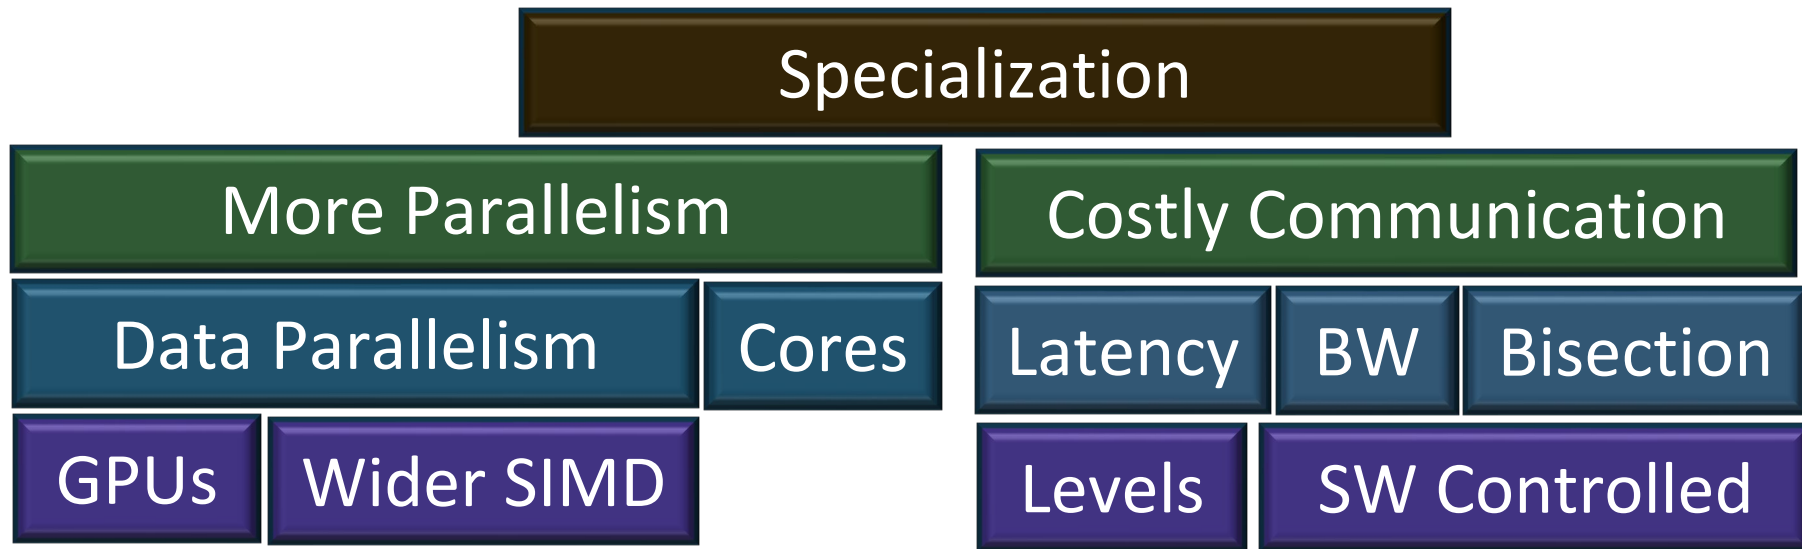 Specialization
More Parallelism
Costly Communication
Data Parallelism
Cores
Latency
BW
Bisection
GPUs
Wider SIMD
Levels
SW Controlled